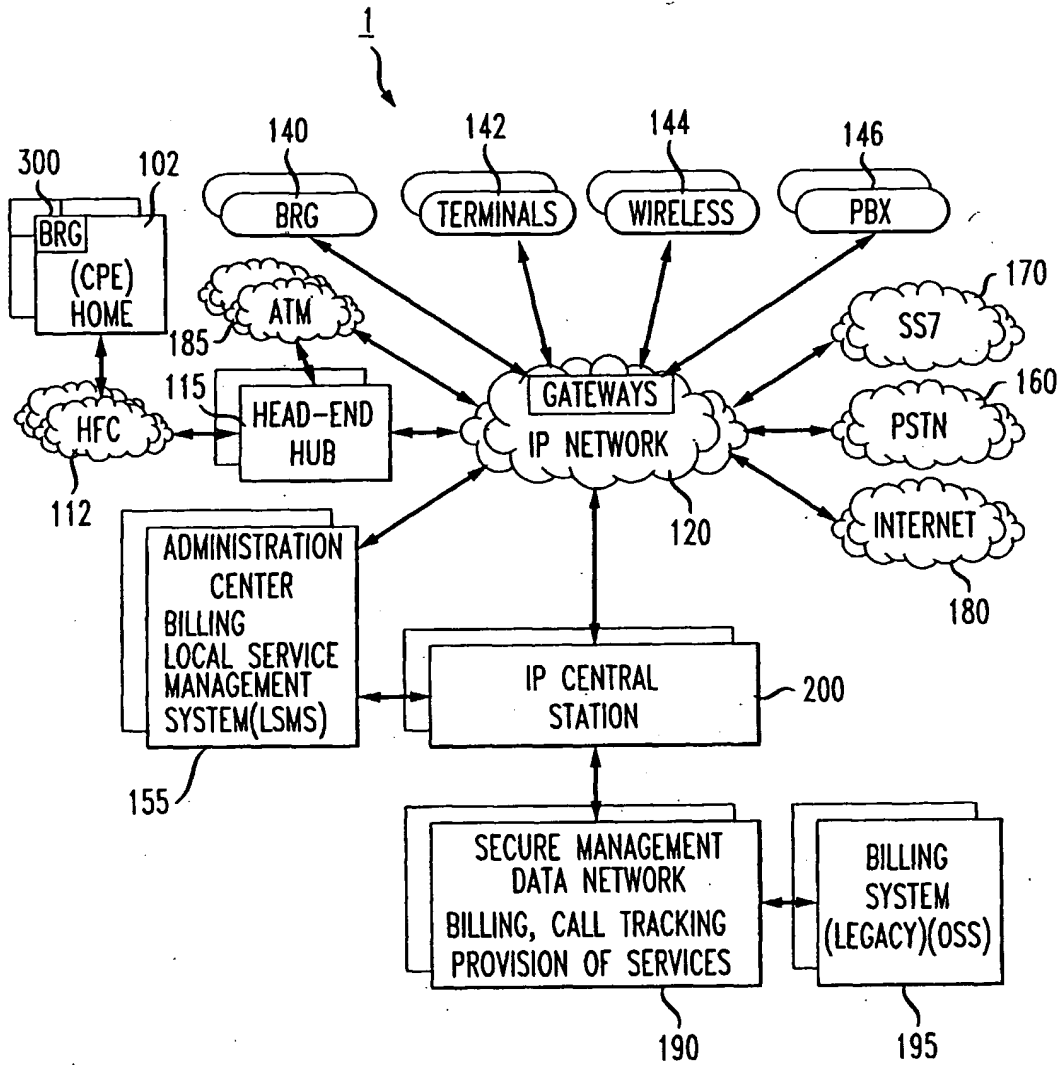 1
140
142
144
146
300
102
BRG
TERMINALS
WIRELESS
PBX
BRG
(CPE)
HOME
ATM
185
170
SS7
GATEWAYS
IP NETWORK
160
PSTN
115
HEAD-END
HUB
HFC
112
120
INTERNET
180
ADMINISTRATION
CENTER
BILLING
LOCAL SERVICE
MANAGEMENT
SYSTEM(LSMS)
155
IP CENTRAL
STATION
200
SECURE MANAGEMENT
DATA NETWORK
BILLING, CALL TRACKING
PROVISION OF SERVICES
190
BILLING
SYSTEM
(LEGACY)(OSS)
195